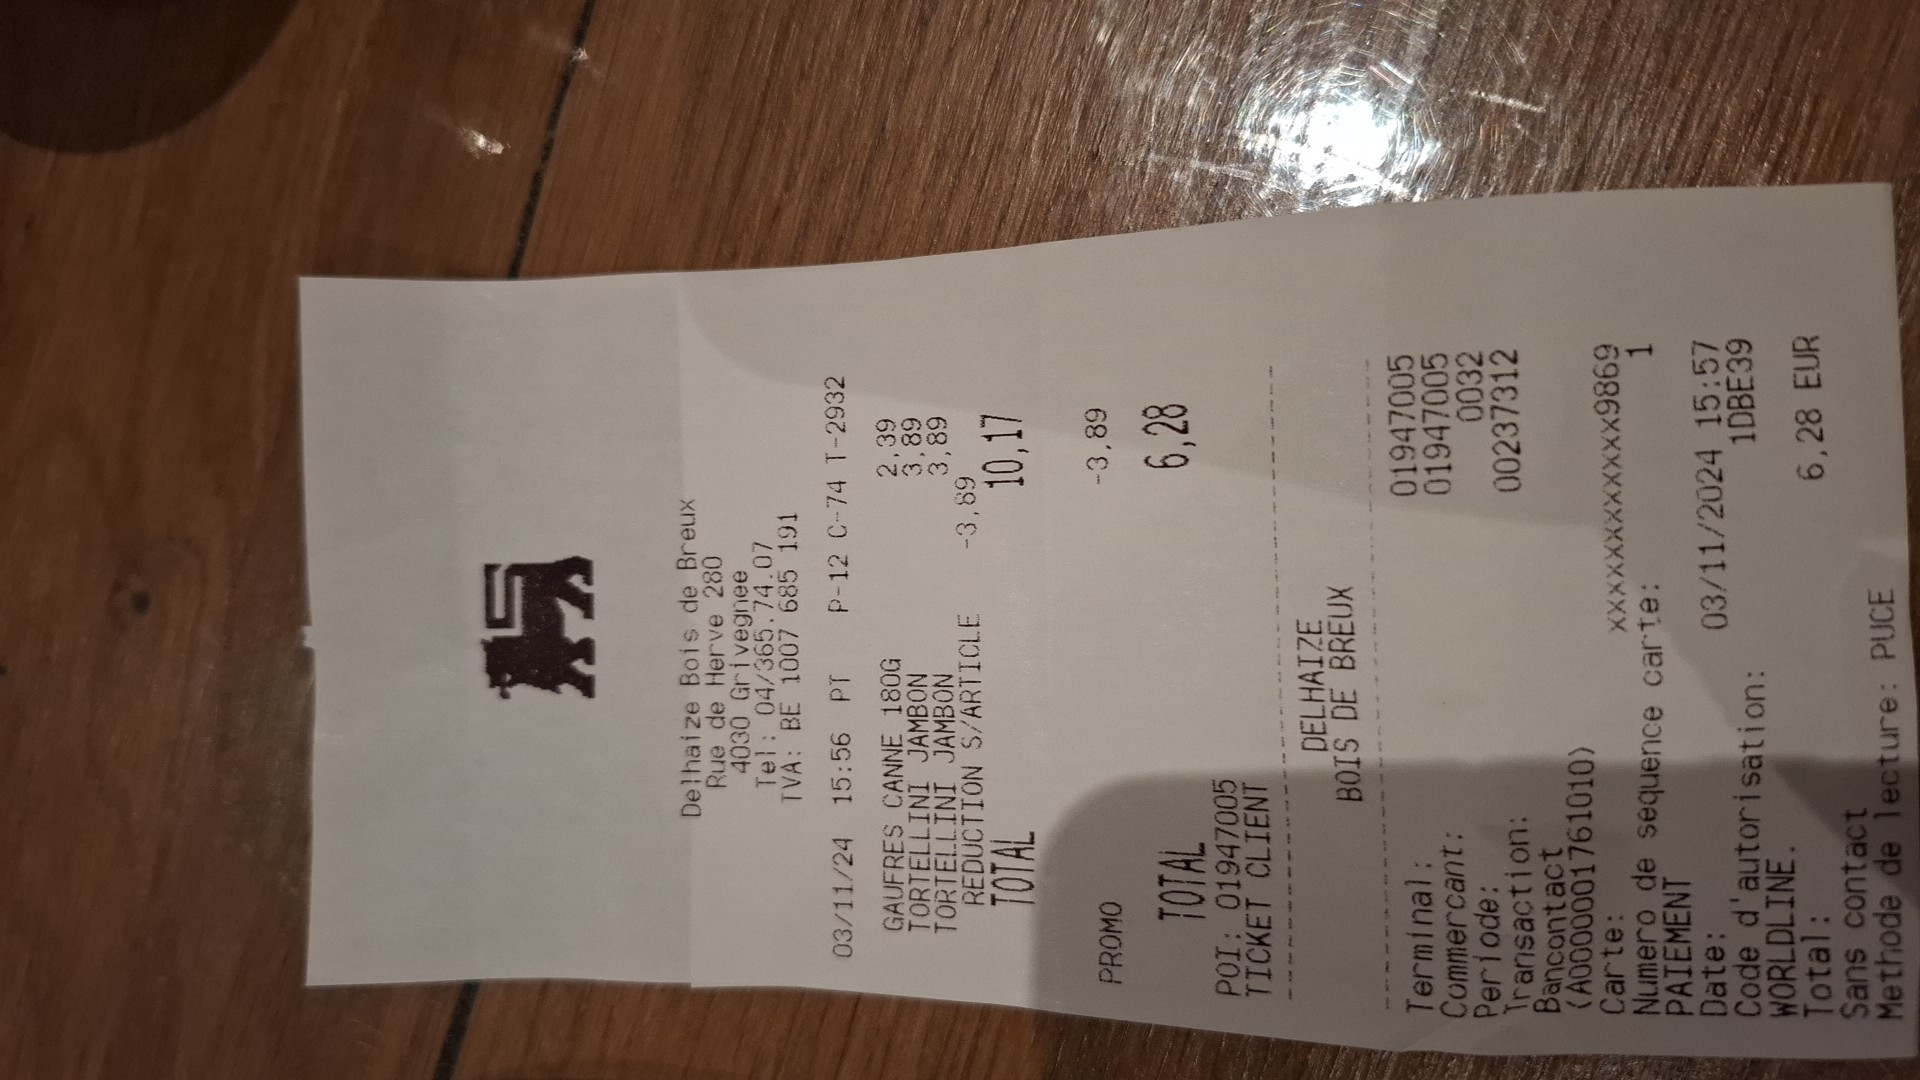 Delhaize Bois de Breux
Rue de Herve 280
4030 Grivegnee
Tel: 04/365.74.07
TVA: BE 1007 685 191
03/11/24 15:56 PT P-12 C-74 T-2932
GAUFRES CANNE 180G 2,39
TORTELLINI JAMBON 3,89
TORTELLINI JAMBON 3,89
REDUCTION S/ARTICLE -3,89
TOTAL 10,17
PROMO -3,89
TOTAL 6,28
POI: 01947005
TICKET CLIENT
DELHAIZE
BOIS DE BREUX
Terminal: 01947005
Commercant: 01947005
Periode: 0032
Transaction: 00237312
Bancontact
(A0000001761010)
Carte: xxxxxxxxxxxxx9869
Numero de sequence carte: 1
PAIEMENT
Date: 03/11/2024 15:57
Code d'autorisation: 1DBE39
WORLDLINE.
Total: 6,28 EUR
Sans contact
Methode de lecture: PUCE